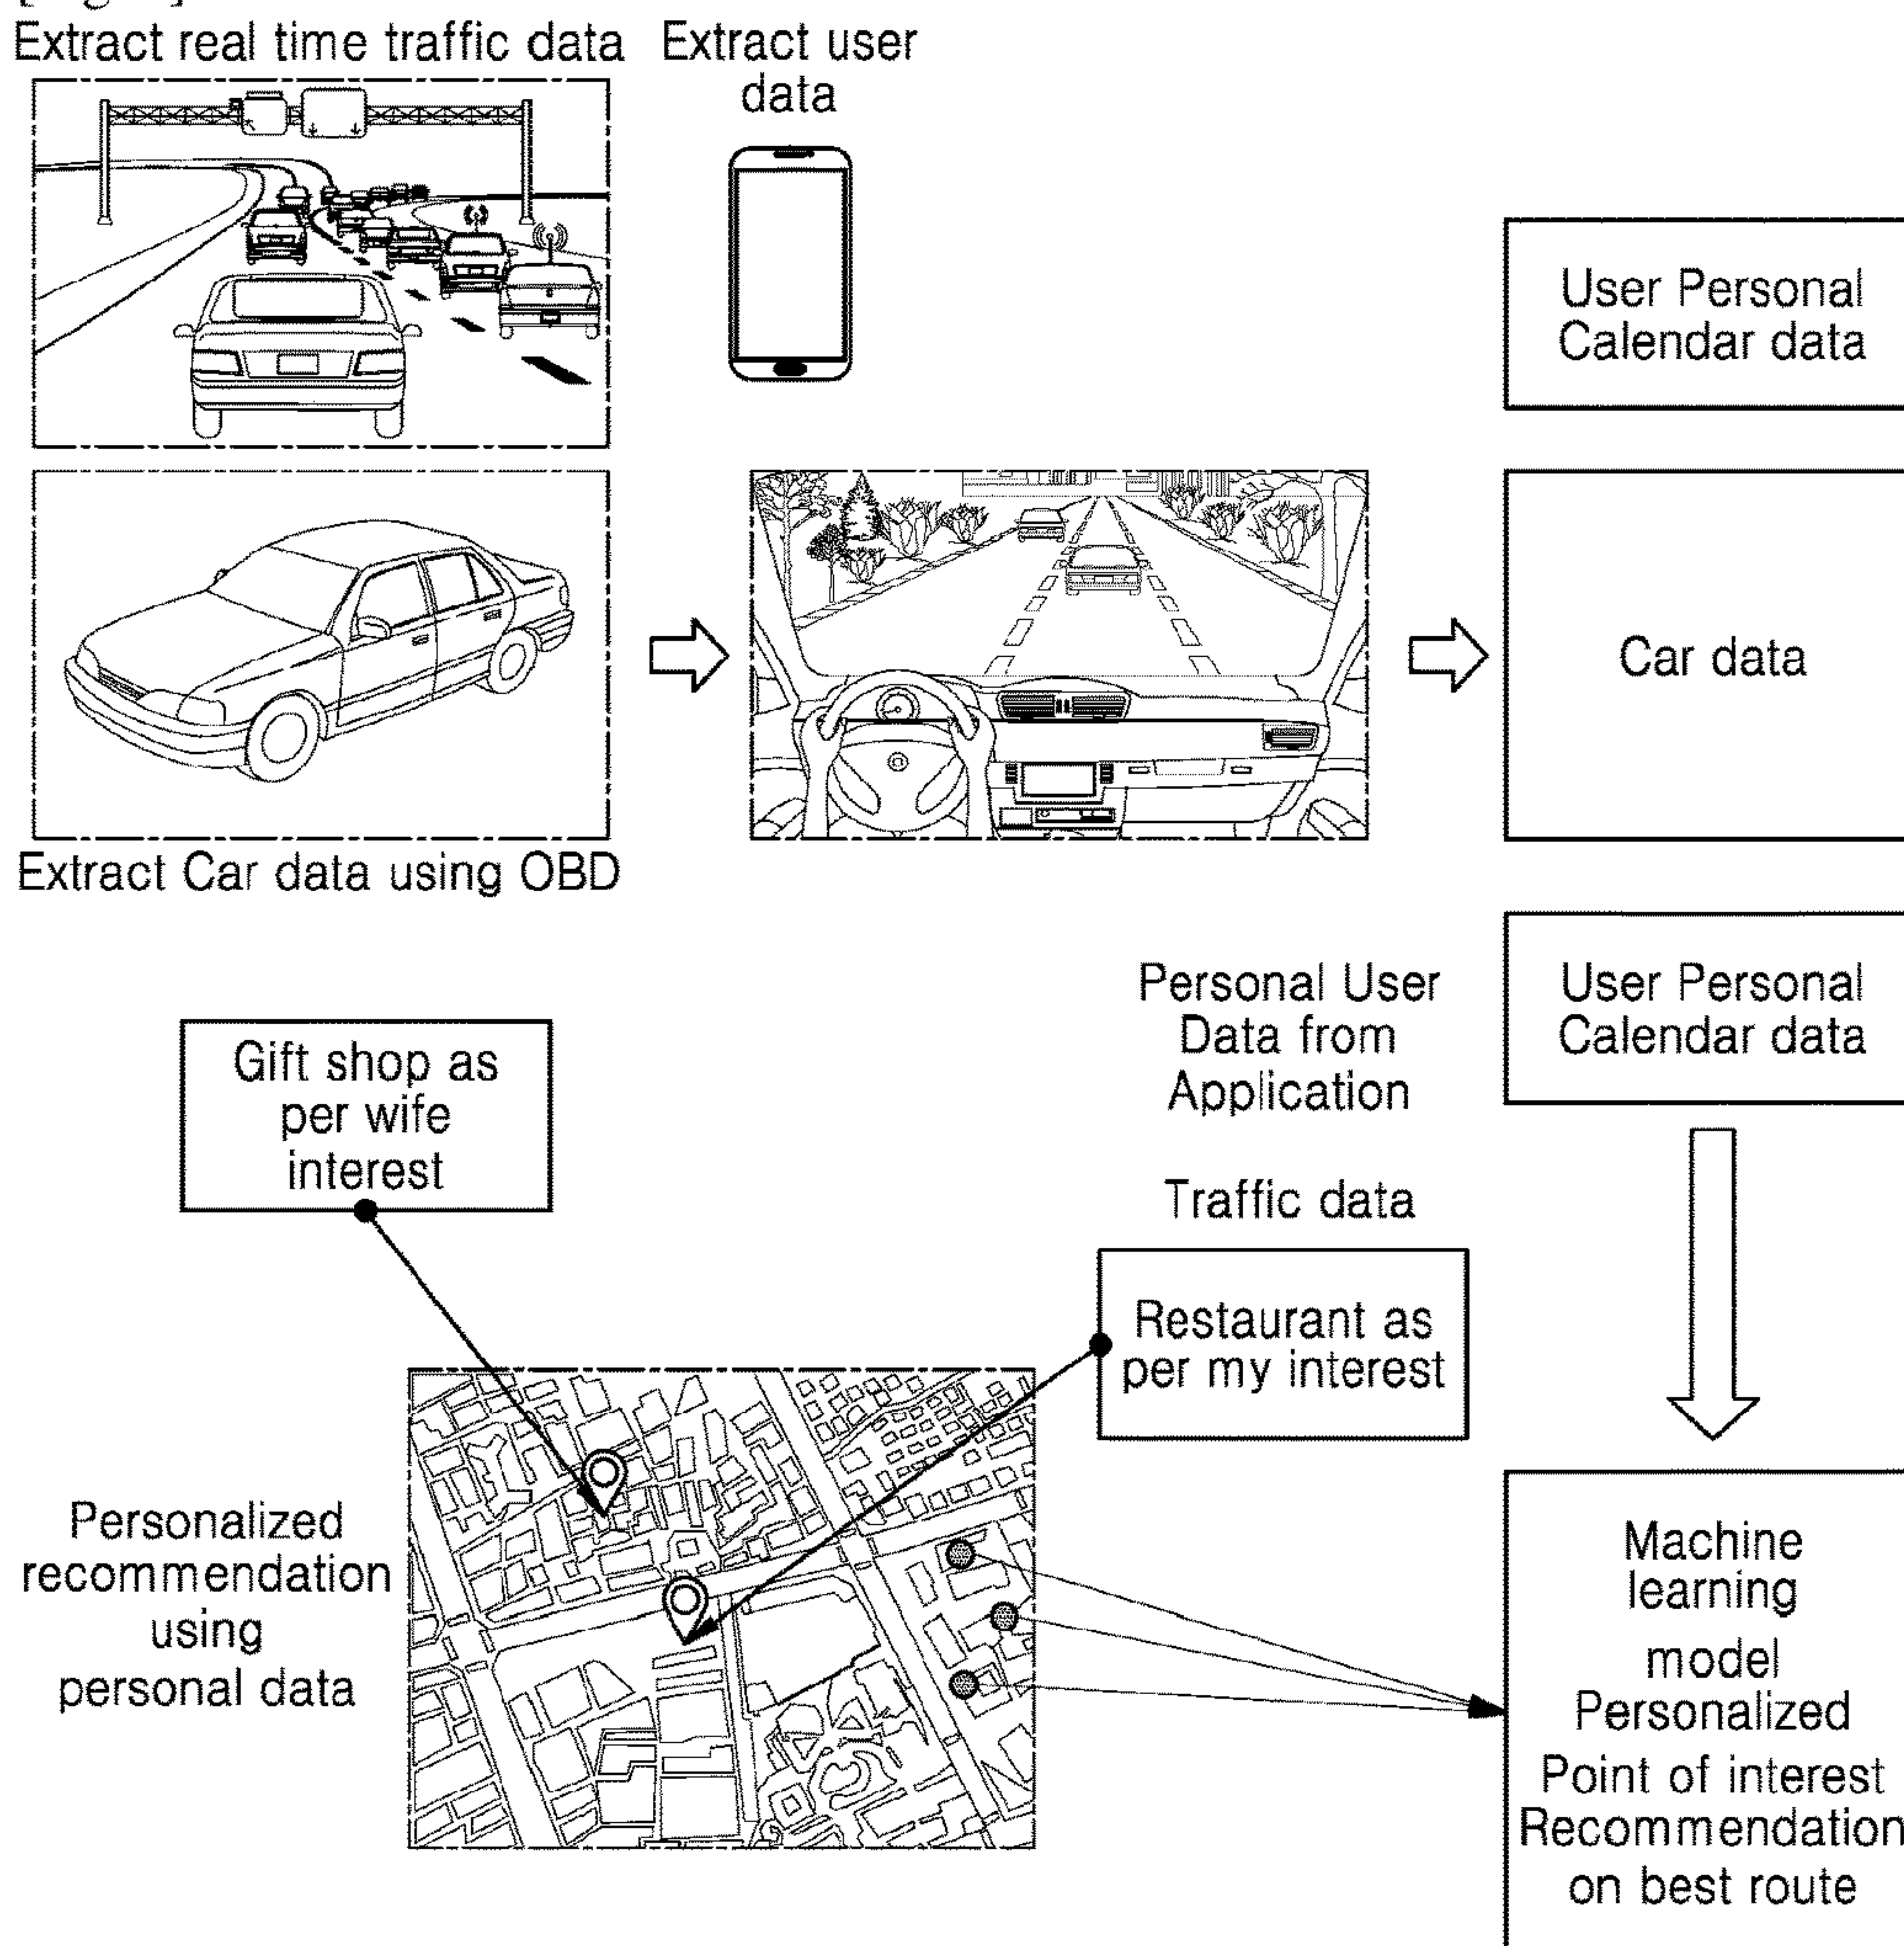 Extract real time traffic data
Extract user
data
User Personal
Calendar data
Car data
Extract Car data using OBD
Personal User
Data from
Application
User Personal
Calendar data
Gift shop as
per wife
interest
Traffic data
Restaurant as
per my interest
Personalized
recommendation
using
personal data
Machine
learning
model
Personalized
Point of interest
Recommendation
on best route